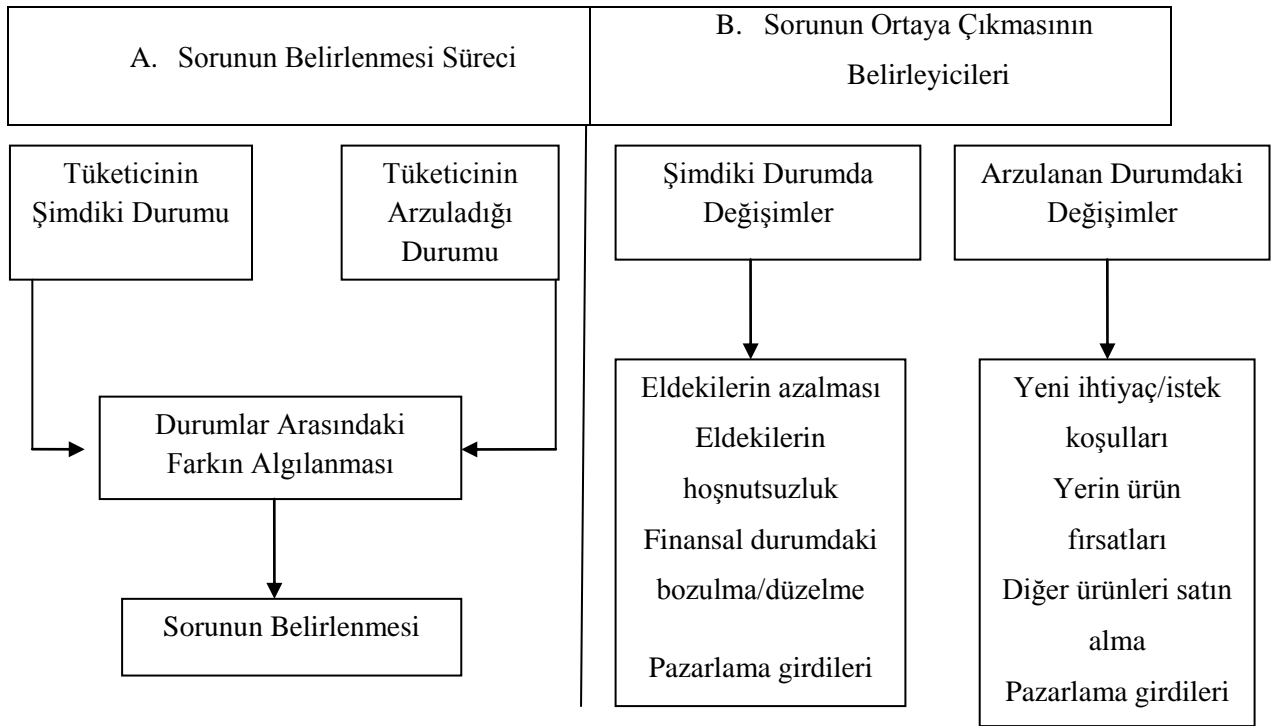 A. Sorunun Belirlenmesi Süreci
B. Sorunun Ortaya Çıkmasının
Belirleyicileri
Tüketicinin
Şimdiki Durumu
Tüketicinin
Arzuladığı
Durumu
Durumlar Arasındaki
Farkın Algılanması
Sorunun Belirlenmesi
Şimdiki Durumda
Değişimler
Arzulanan Durumdaki
Değişimler
Eldekilerin azalması
Eldekilerin
hoşnutsuzluk
Finansal durumdaki
bozulma/düzelme
Pazarlama girdileri
Yeni ihtiyaç/istek
koşulları
Yerin ürün
fırsatları
Diğer ürünleri satın
alma
Pazarlama girdileri